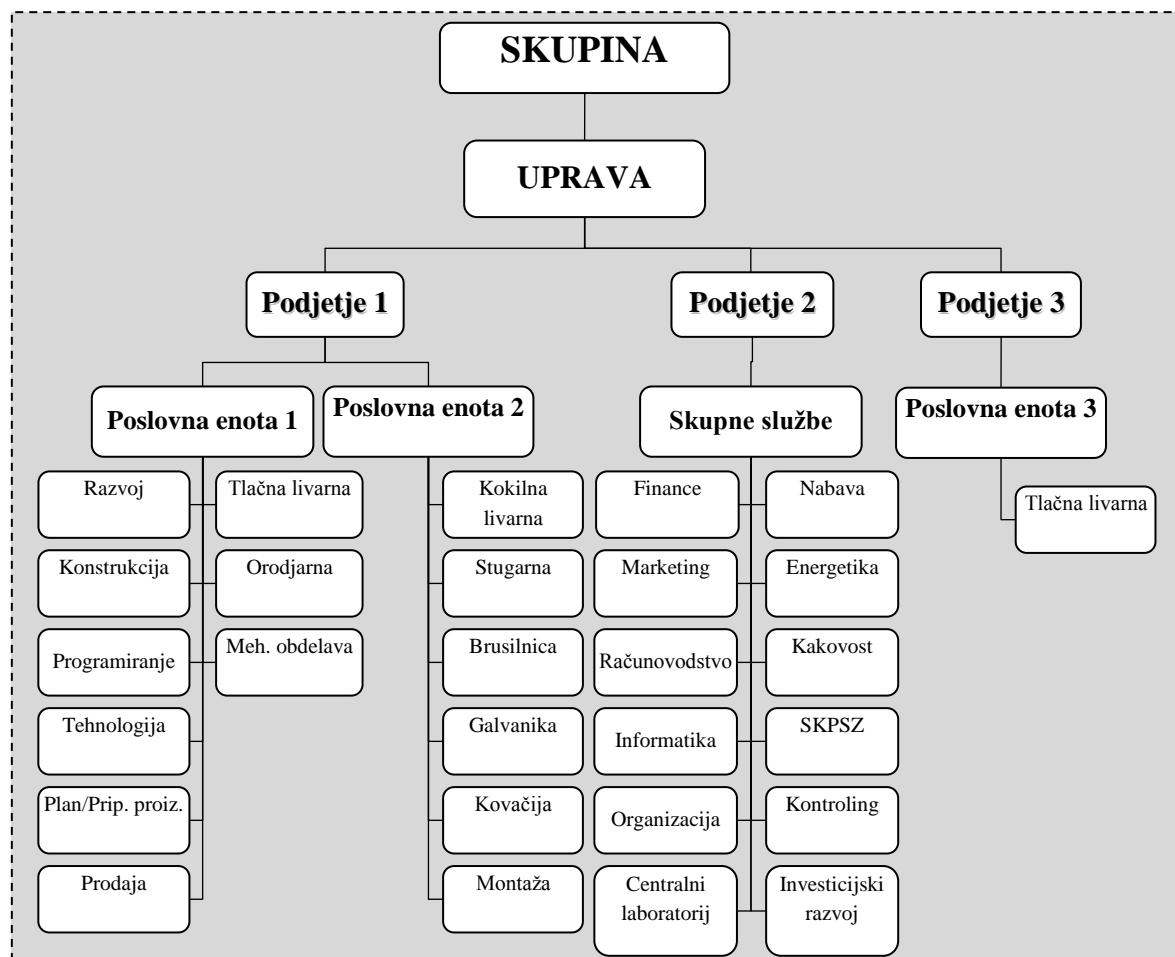 SKUPINA
UPRAVA
Podjetje 1
Podjetje 2
Podjetje 3
Poslovna enota 1
Poslovna enota 2
Skupne službe
Poslovna enota 3
Razvoj
Tlačna livarna
Konstrukcija
Orodjarna
Programiranje
Meh. obdelava
Tehnologija
Plan/Prip. proiz.
Prodaja
Kokilna
livarna
Stugarna
Brusilnica
Galvanika
Kovačija
Montaža
Finance
Nabava
Marketing
Energetika
Računovodstvo
Kakovost
Informatika
SKPSZ
Organizacija
Kontroling
Centralni
laboratorij
Investicijski
razvoj
Tlačna livarna